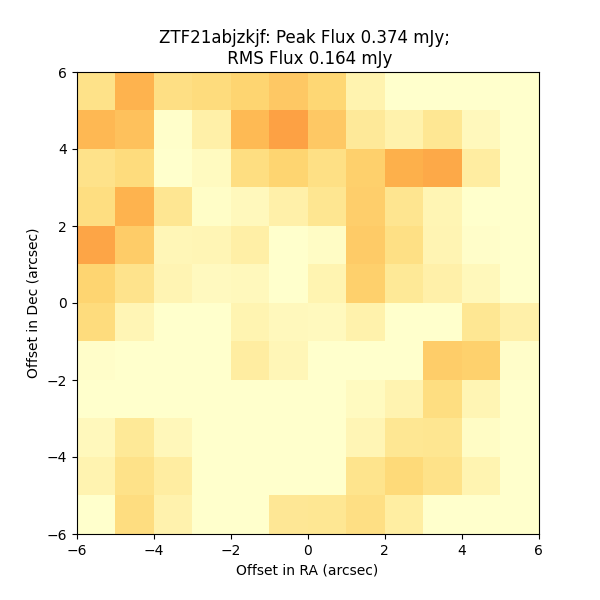 ZTF21abjzkjf: Peak Flux 0.374 mJy;
RMS Flux 0.164 mJy
6
4
2
0
−2
−4
−6
Offset in Dec (arcsec)
−6 −4 −2 0 2 4 6
Offset in RA (arcsec)